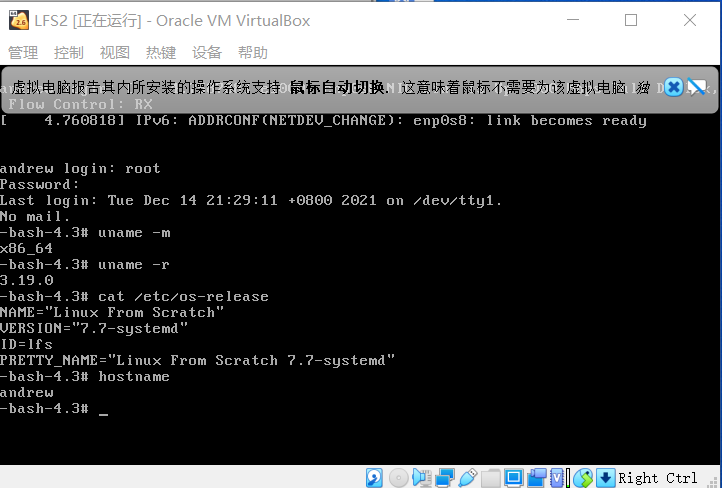 LFS2 [正在运行] - Oracle VM VirtualBox
管理 控制 视图 热键 设备 帮助
虚拟电脑报告其内所安装的操作系统支持 鼠标自动切换. 这意味着鼠标不需要为该虚拟电脑 独
Flow Control: RX
[    4.760818] IPv6: ADDRCONF(NETDEV_CHANGE): enp0s8: link becomes ready
andrew login: root
Password:
Last login: Tue Dec 14 21:29:11 +0800 2021 on /dev/tty1.
No mail.
-bash-4.3# uname -m
x86_64
-bash-4.3# uname -r
3.19.0
-bash-4.3# cat /etc/os-release
NAME="Linux From Scratch"
VERSION="7.7-systemd"
ID=lfs
PRETTY_NAME="Linux From Scratch 7.7-systemd"
-bash-4.3# hostname
andrew
-bash-4.3# _
Right Ctrl